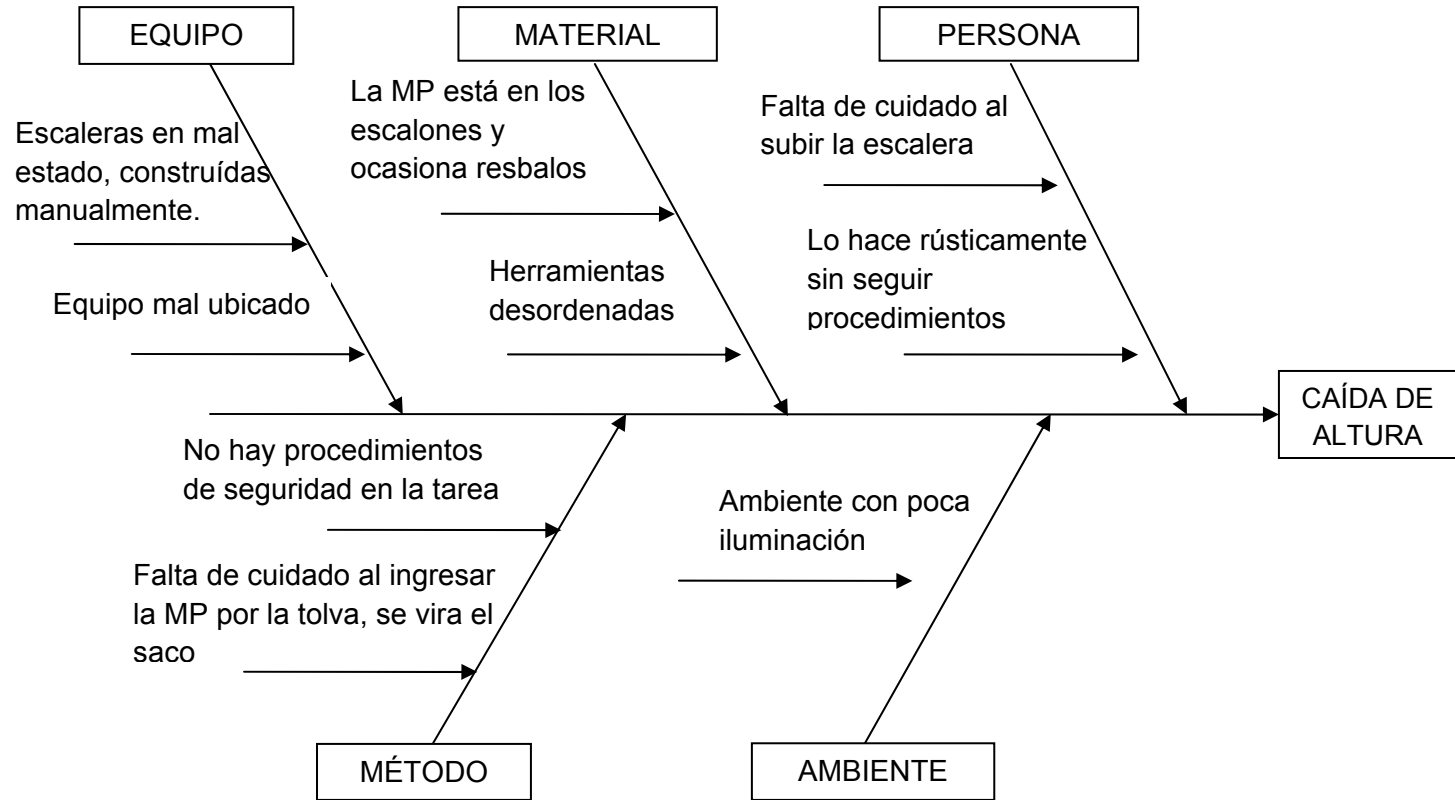 EQUIPO
MATERIAL
PERSONA
La MP está en los
escalones y
ocasiona resbalos
Falta de cuidado al
subir la escalera
Escaleras en mal
estado, construídas
manualmente.
Lo hace rústicamente
sin seguir
procedimientos
Herramientas
desordenadas
Equipo mal ubicado
CAÍDA DE
ALTURA
No hay procedimientos
de seguridad en la tarea
Ambiente con poca
iluminación
Falta de cuidado al ingresar
la MP por la tolva, se vira el
saco
MÉTODO
AMBIENTE